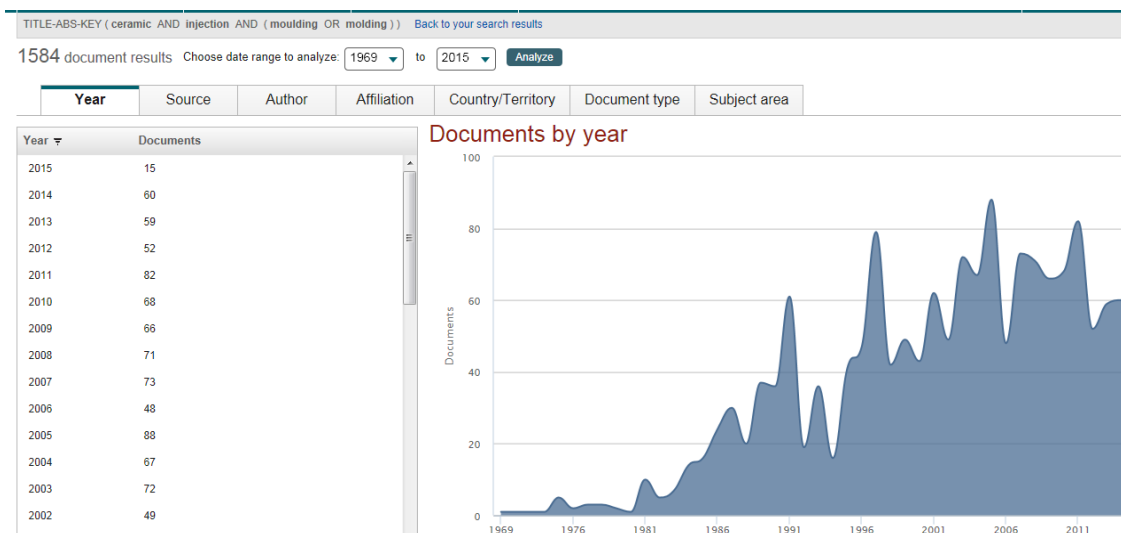 TITLE-ABS-KEY ( ceramic AND injection AND ( moulding OR molding ) ) Back to your search results
1584 document results Choose date range to analyze: 1969 to 2015 Analyze
Year Source Author Affiliation Country/Territory Document type Subject area
Year Documents
2015 15
2014 60
2013 59
2012 52
2011 82
2010 68
2009 66
2008 71
2007 73
2006 48
2005 88
2004 67
2003 72
2002 49
Documents by year
100
80
60
40
20
0
Documents
1969 1976 1981 1986 1991 1996 2001 2006 2011